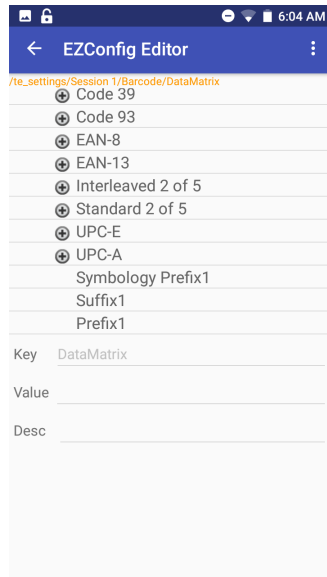 6:04 AM
EZConfig Editor
/te_settings/Session 1/Barcode/DataMatrix
Code 39
Code 93
EAN-8
EAN-13
Interleaved 2 of 5
Standard 2 of 5
UPC-E
UPC-A
Symbology Prefix1
Suffix1
Prefix1
Key DataMatrix
Value
Desc